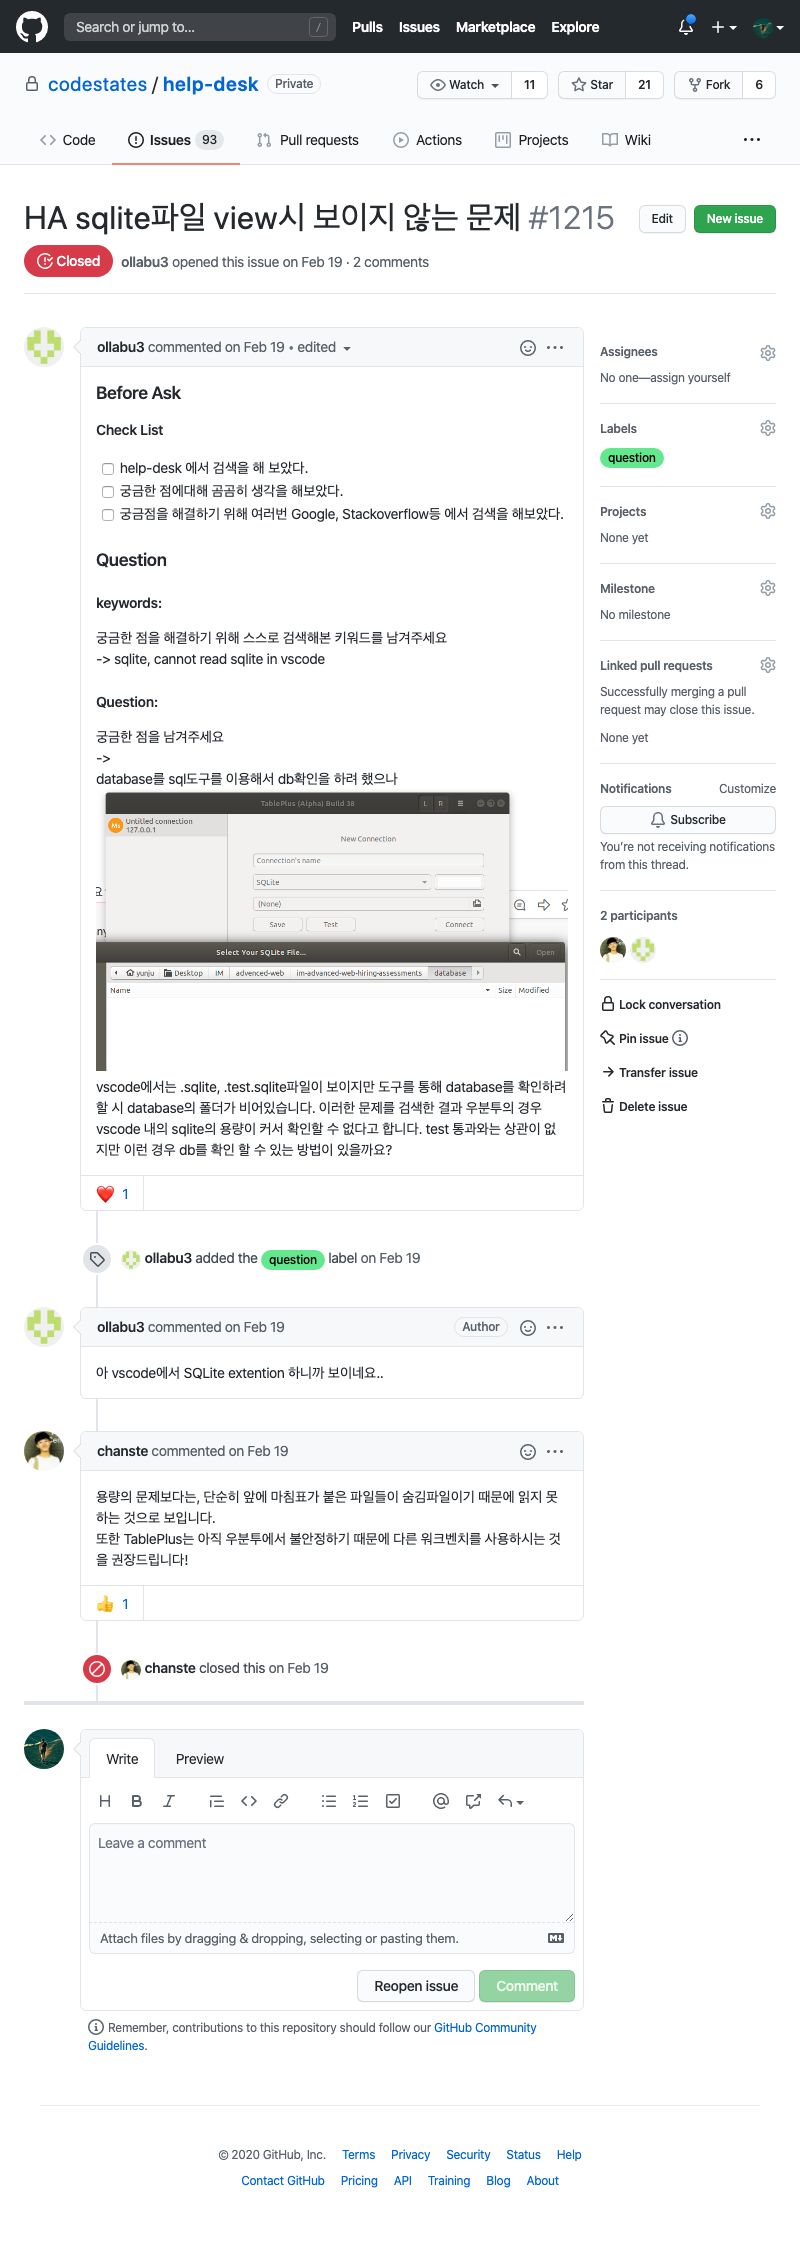 Search or jump to... /
Pulls Issues Marketplace Explore
codestates / help-desk Private
Watch 11 Star 21 Fork 6
Code Issues 93 Pull requests Actions Projects Wiki
HA sqlite파일 view시 보이지 않는 문제 #1215
Edit New issue
Closed ollabu3 opened this issue on Feb 19 · 2 comments
ollabu3 commented on Feb 19 • edited
Before Ask
Check List
help-desk 에서 검색을 해 보았다.
궁금한 점에대해 곰곰히 생각을 해보았다.
궁금점을 해결하기 위해 여러번 Google, Stackoverflow등 에서 검색을 해보았다.
Question
keywords:
궁금한 점을 해결하기 위해 스스로 검색해본 키워드를 남겨주세요
-> sqlite, cannot read sqlite in vscode
Question:
궁금한 점을 남겨주세요
->
database를 sql도구를 이용해서 db확인을 하려 했으나
TablePlus (Alpha) Build 38
L R
Ms Untitled connection
127.0.0.1
New Connection
Connection's name
SQLite
(None)
Save Test Connect
요
ny
Select Your SQLite File...
Open
yunju Desktop IM advenced-web im-advanced-web-hiring-assessments database
Name Size Modified
vscode에서는 .sqlite, .test.sqlite파일이 보이지만 도구를 통해 database를 확인하려
할 시 database의 폴더가 비어있습니다. 이러한 문제를 검색한 결과 우분투의 경우
vscode 내의 sqlite의 용량이 커서 확인할 수 없다고 합니다. test 통과와는 상관이 없
지만 이런 경우 db를 확인 할 수 있는 방법이 있을까요?
❤️ 1
ollabu3 added the question label on Feb 19
ollabu3 commented on Feb 19
Author
아 vscode에서 SQLite extention 하니까 보이네요..
chanste commented on Feb 19
용량의 문제보다는, 단순히 앞에 마침표가 붙은 파일들이 숨김파일이기 때문에 읽지 못
하는 것으로 보입니다.
또한 TablePlus는 아직 우분투에서 불안정하기 때문에 다른 워크벤치를 사용하시는 것
을 권장드립니다!
👍 1
chanste closed this on Feb 19
Write Preview
H B I
Leave a comment
Attach files by dragging & dropping, selecting or pasting them.
Reopen issue Comment
Remember, contributions to this repository should follow our GitHub Community
Guidelines.
Assignees
No one—assign yourself
Labels
question
Projects
None yet
Milestone
No milestone
Linked pull requests
Successfully merging a pull
request may close this issue.
None yet
Notifications Customize
Subscribe
You're not receiving notifications
from this thread.
2 participants
Lock conversation
Pin issue
Transfer issue
Delete issue
© 2020 GitHub, Inc. Terms Privacy Security Status Help
Contact GitHub Pricing API Training Blog About